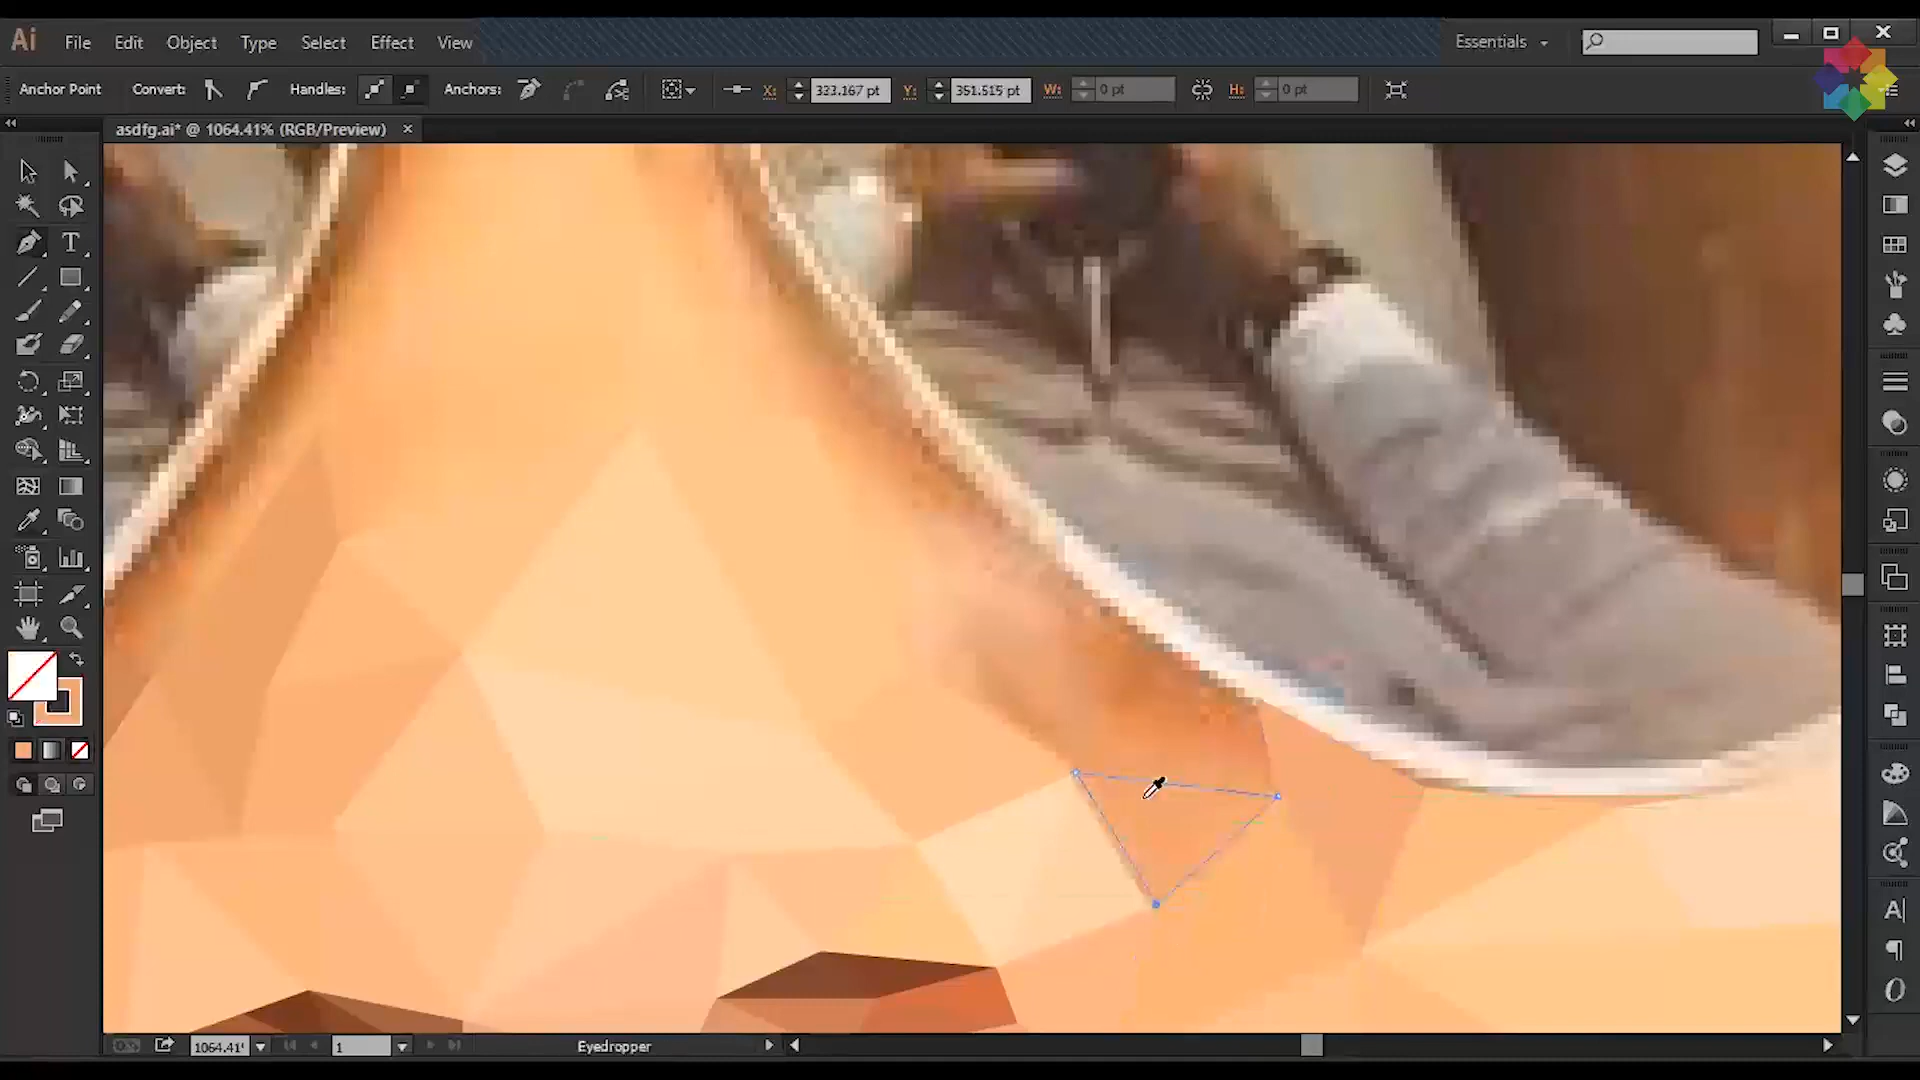 Ai File Edit Object Type Select Effect View Essentials
Anchor Point Convert: Handles: Anchors: X: 333.167 pt Y: 351.515 pt W: 0 pt H: 0 pt
asdfg.ai* @ 1064.41% (RGB/Preview) ×
T
A
O
1064.41' 1 Eyedropper